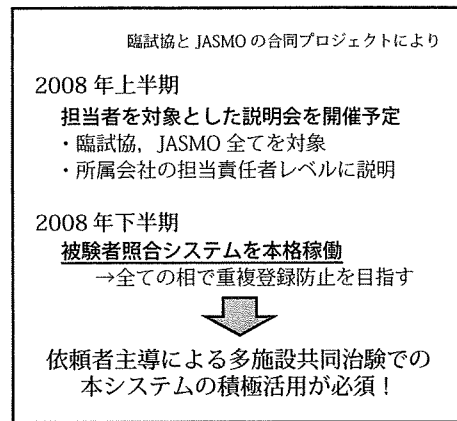 臨試協と JASMO の合同プロジェクトにより
2008 年上半期
担当者を対象とした説明会を開催予定
・臨試協，JASMO 全てを対象
・所属会社の担当責任者レベルに説明
2008 年下半期
被験者照合システムを本格稼働
→全ての相で重複登録防止を目指す
依頼者主導による多施設共同治験での
本システムの積極活用が必須！